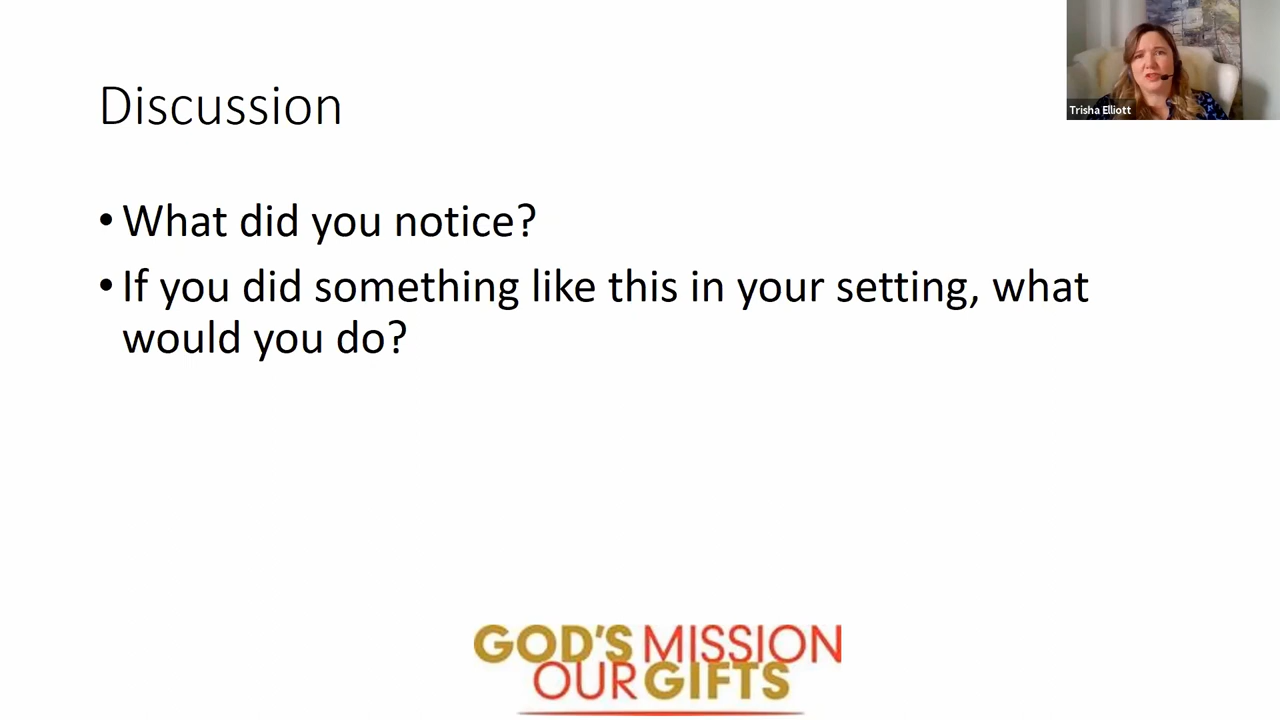 Trisha Elliott
Discussion
• What did you notice?
• If you did something like this in your setting, what
would you do?
GOD'S MISSION
OUR GIFTS